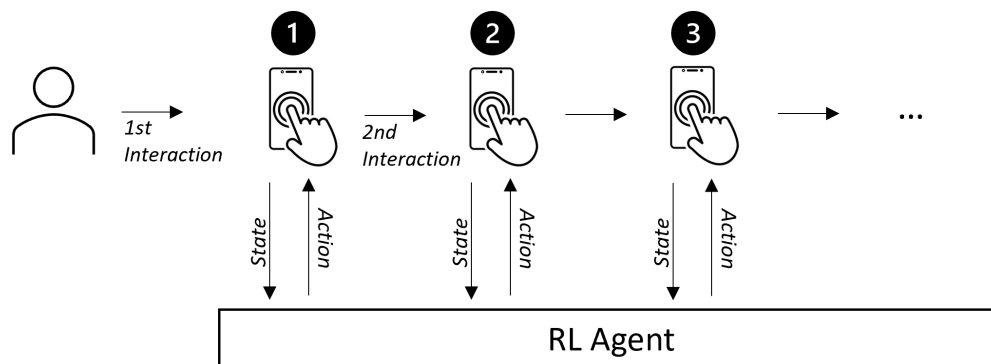 1
2
3
1st
Interaction
2nd
Interaction
...
State
Action
State
Action
State
Action
RL Agent